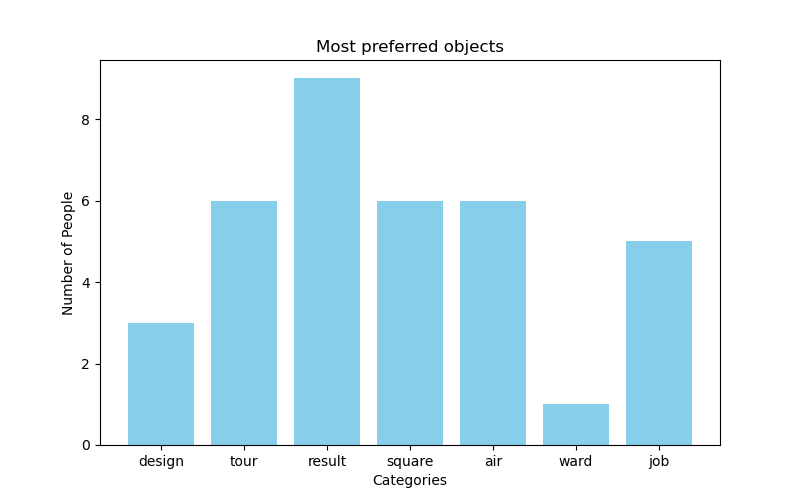 Most preferred objects
Number of People
8
6
4
2
0
design tour result square air ward job
Categories